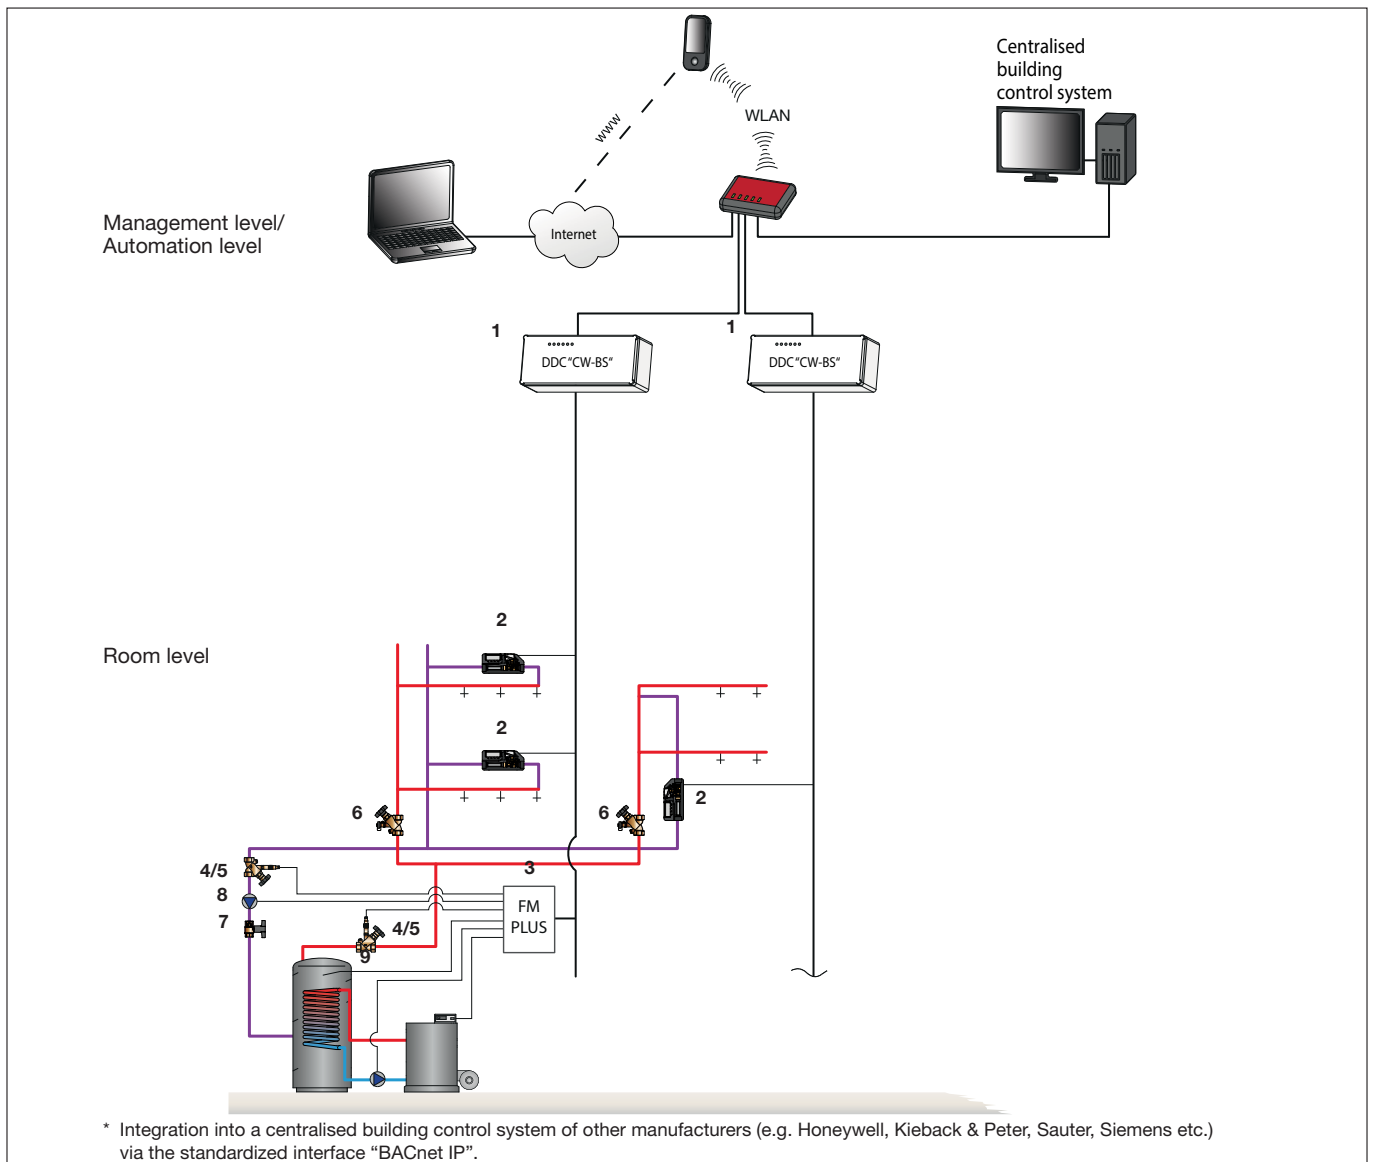 Centralised
building
control system
WLAN
www
Management level/
Automation level
Internet
1
1
DDC"CW-BS"
DDC"CW-BS"
2
Room level
2
6
6
2
3
4/5
8
7
FM
PLUS
4/5
9
* Integration into a centralised building control system of other manufacturers (e.g. Honeywell, Kieback & Peter, Sauter, Siemens etc.)
via the standardized interface “BACnet IP”.